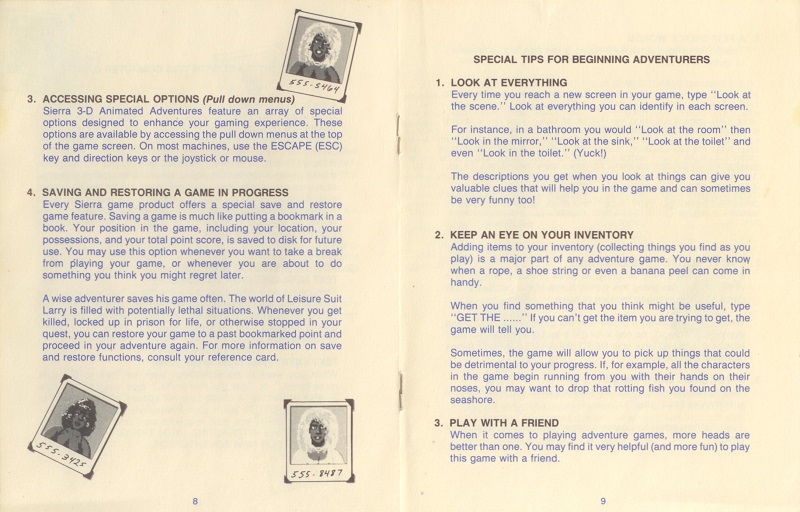 555-5464
3. ACCESSING SPECIAL OPTIONS (Pull down menus)
Sierra 3-D Animated Adventures feature an array of special
options designed to enhance your gaming experience. These
options are available by accessing the pull down menus at the top
of the game screen. On most machines, use the ESCAPE (ESC)
key and direction keys or the joystick or mouse.
4. SAVING AND RESTORING A GAME IN PROGRESS
Every Sierra game product offers a special save and restore
game feature. Saving a game is much like putting a bookmark in a
book. Your position in the game, including your location, your
possessions, and your total point score, is saved to disk for future
use. You may use this option whenever you want to take a break
from playing your game, or whenever you are about to do
something you think you might regret later.
A wise adventurer saves his game often. The world of Leisure Suit
Larry is filled with potentially lethal situations. Whenever you get
killed, locked up in prison for life, or otherwise stopped in your
quest, you can restore your game to a past bookmarked point and
proceed in your adventure again. For more information on save
and restore functions, consult your reference card.
555-3425
555-8487
8
SPECIAL TIPS FOR BEGINNING ADVENTURERS
1. LOOK AT EVERYTHING
Every time you reach a new screen in your game, type “Look at
the scene.” Look at everything you can identify in each screen.
For instance, in a bathroom you would “Look at the room” then
“Look in the mirror,” “Look at the sink,” “Look at the toilet” and
even “Look in the toilet.” (Yuck!)
The descriptions you get when you look at things can give you
valuable clues that will help you in the game and can sometimes
be very funny too!
2. KEEP AN EYE ON YOUR INVENTORY
Adding items to your inventory (collecting things you find as you
play) is a major part of any adventure game. You never know
when a rope, a shoe string or even a banana peel can come in
handy.
When you find something that you think might be useful, type
“GET THE ......” If you can’t get the item you are trying to get, the
game will tell you.
Sometimes, the game will allow you to pick up things that could
be detrimental to your progress. If, for example, all the characters
in the game begin running from you with their hands on their
noses, you may want to drop that rotting fish you found on the
seashore.
3. PLAY WITH A FRIEND
When it comes to playing adventure games, more heads are
better than one. You may find it very helpful (and more fun) to play
this game with a friend.
9